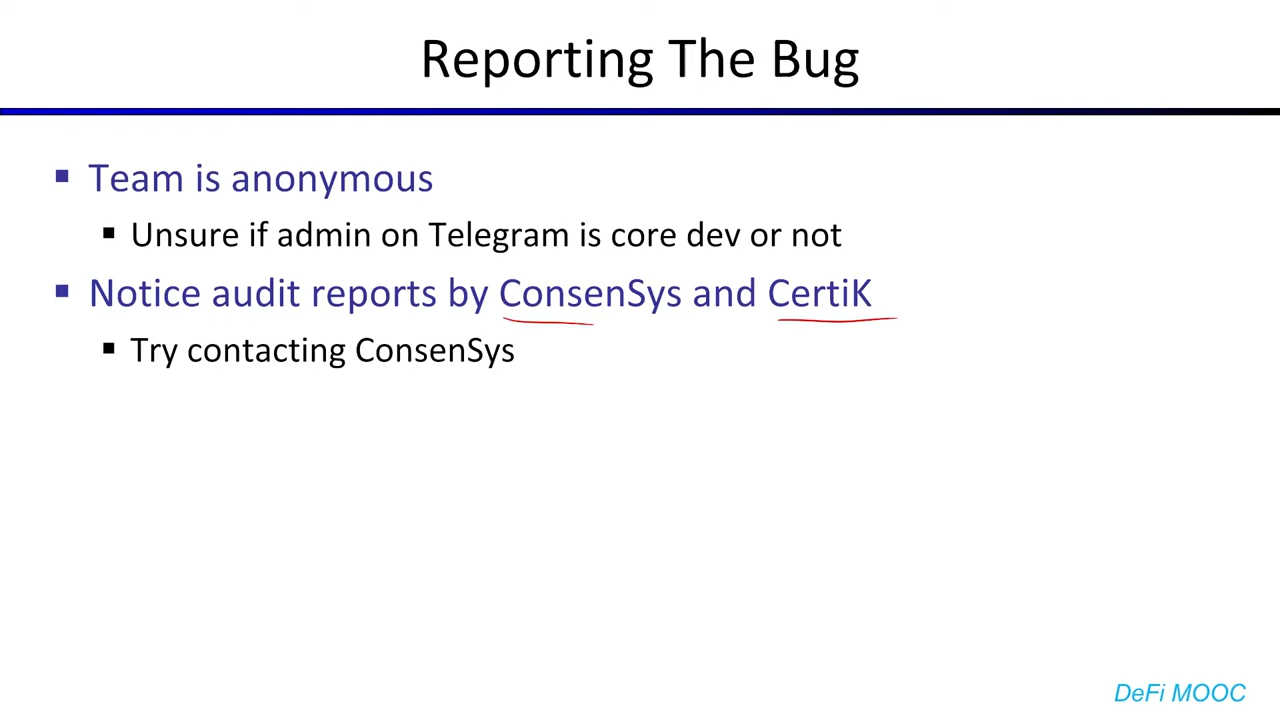 Reporting The Bug
Team is anonymous
Unsure if admin on Telegram is core dev or not
Notice audit reports by ConsenSys and CertiK
Try contacting ConsenSys
DeFi MOOC